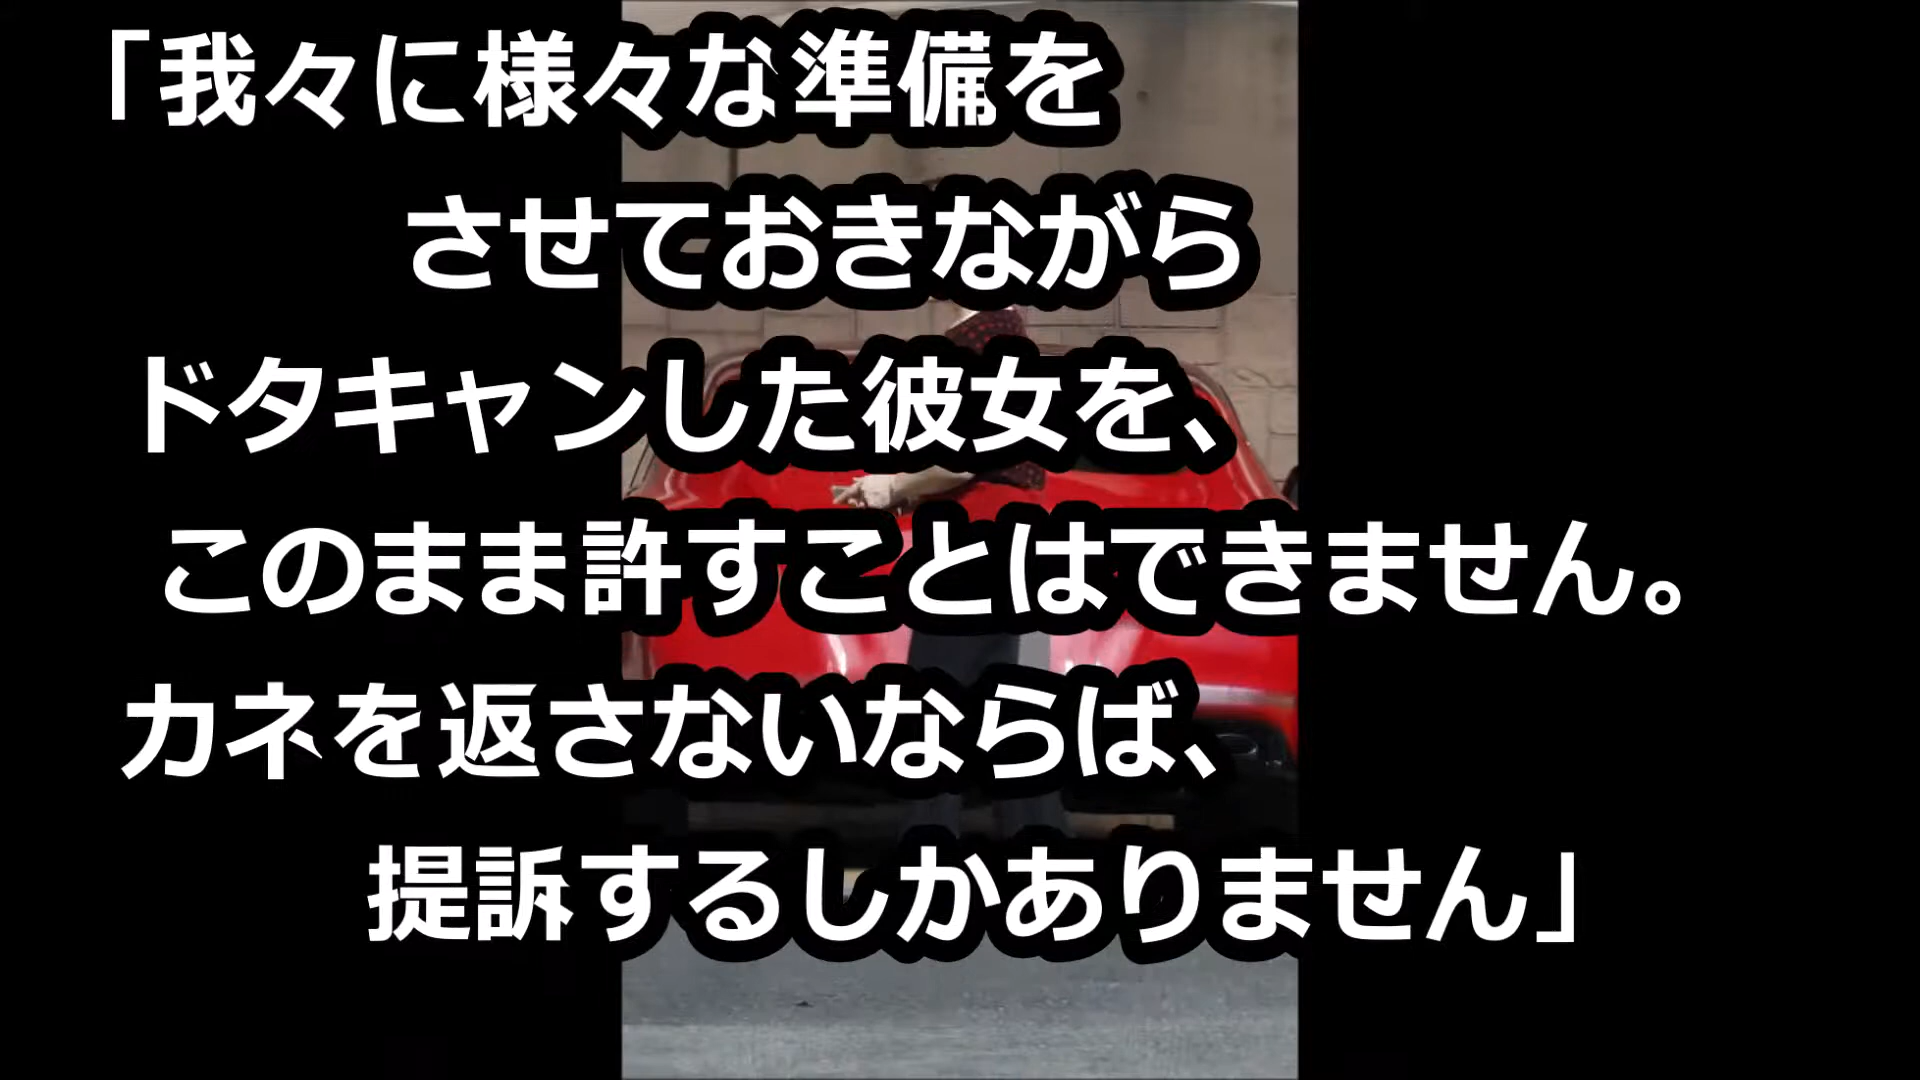 「我々に様々な準備を
させておきながら
ドタキャンした彼女を、
このまま許すことはできません。
カネを返さないならば、
提訴するしかありません」